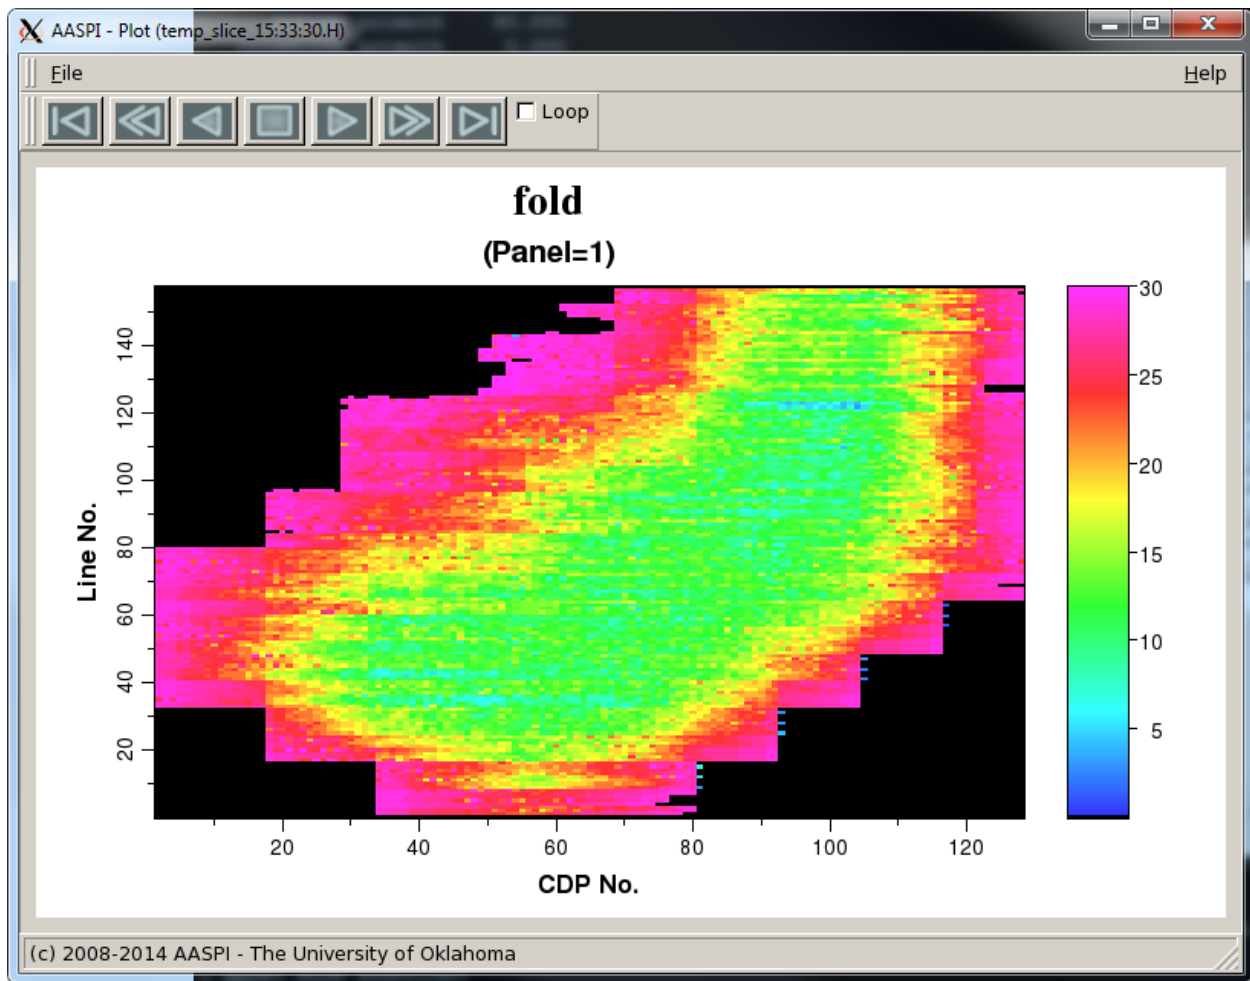 AASPI - Plot (temp_slice_15:33:30.H)
File Help
Loop
fold
(Panel=1)
30
25
20
15
10
5
140
120
100
80
60
40
20
Line No.
20 40 60 80 100 120
CDP No.
(c) 2008-2014 AASPI - The University of Oklahoma